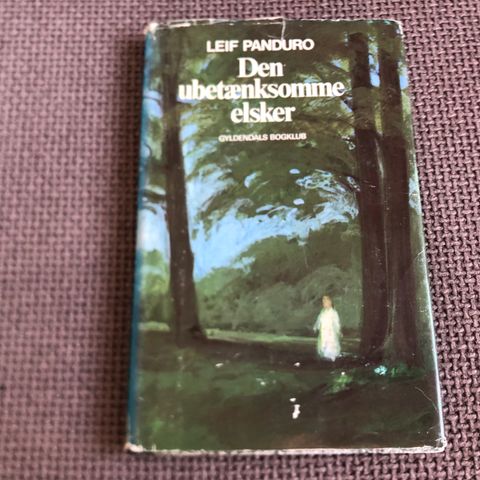 LEIF PANDURO
Den
ubetænksomme
elsker
GYLDENDALS BOGKLUB